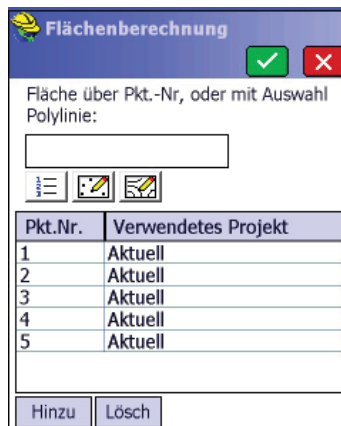 Flächenberechnung
Fläche über Pkt.-Nr, oder mit Auswahl
Polylinie:
Pkt.Nr. Verwendetes Projekt
1 Aktuell
2 Aktuell
3 Aktuell
4 Aktuell
5 Aktuell
Hinzu Lösch